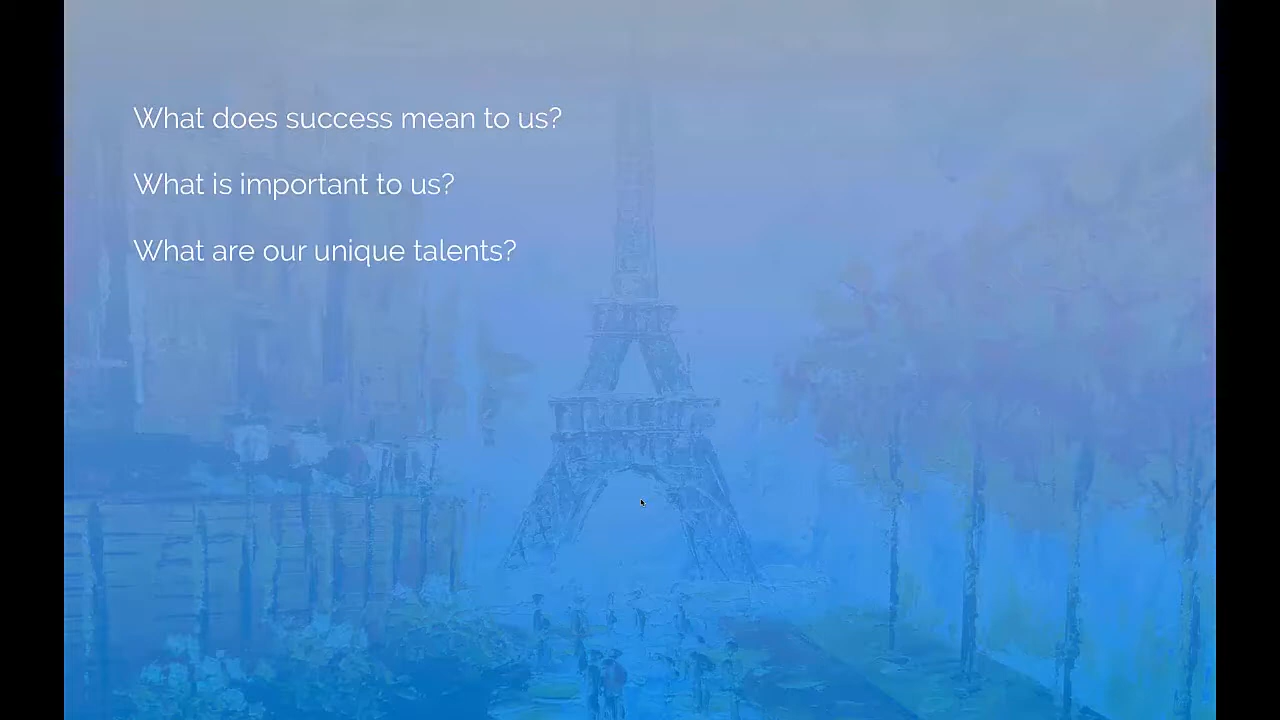 What does success mean to us?
What is important to us?
What are our unique talents?